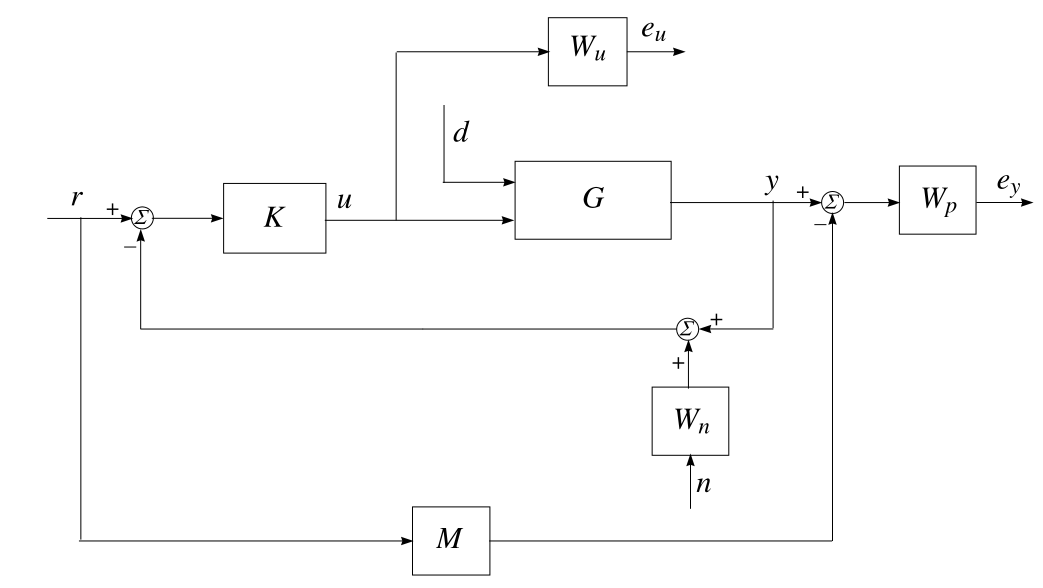 W_u e_u
d
r + Σ K u G y + Σ W_p e_y
− −
Σ +
+
W_n
n
M